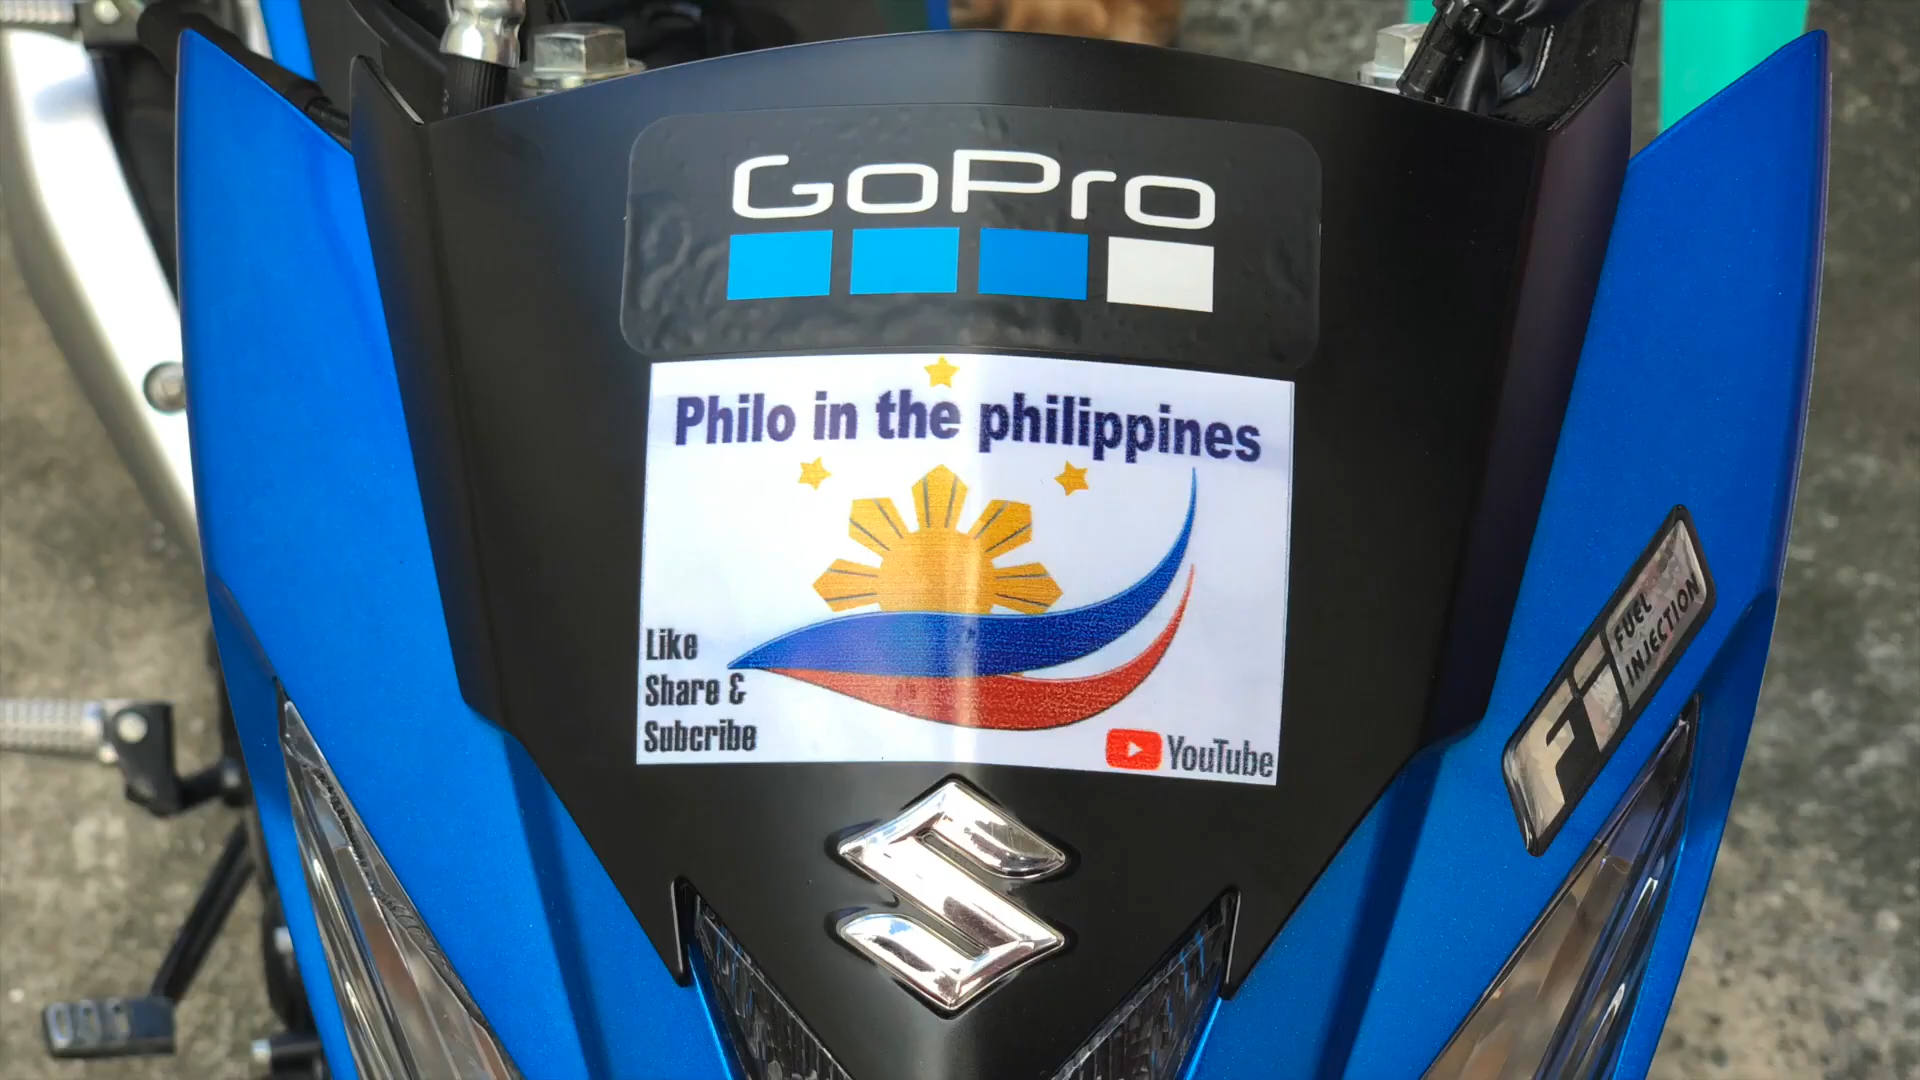 GoPro
Philo in the philippines
Like
Share &
Subcribe
YouTube
Fi FUEL
INJECTION